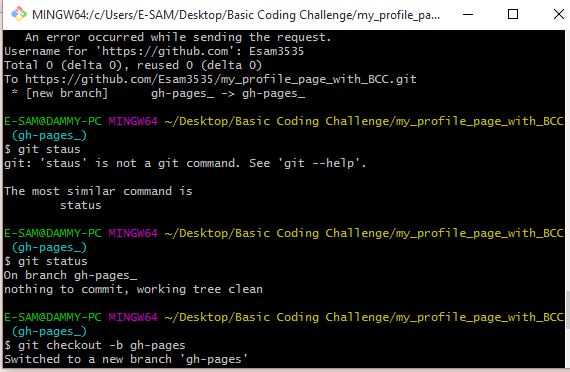 MINGW64:/c/Users/E-SAM/Desktop/Basic Coding Challenge/my_profile_pa...
An error occurred while sending the request.
Username for 'https://github.com': Esam3535
Total 0 (delta 0), reused 0 (delta 0)
To https://github.com/Esam3535/my_profile_page_with_BCC.git
* [new branch]      gh-pages_ -> gh-pages_
E-SAM@DAMMY-PC MINGW64 ~/Desktop/Basic Coding Challenge/my_profile_page_with_BCC
(gh-pages_)
$ git staus
git: 'staus' is not a git command. See 'git --help'.
The most similar command is
status
E-SAM@DAMMY-PC MINGW64 ~/Desktop/Basic Coding Challenge/my_profile_page_with_BCC
(gh-pages_)
$ git status
On branch gh-pages_
nothing to commit, working tree clean
E-SAM@DAMMY-PC MINGW64 ~/Desktop/Basic Coding Challenge/my_profile_page_with_BCC
(gh-pages_)
$ git checkout -b gh-pages
Switched to a new branch 'gh-pages'